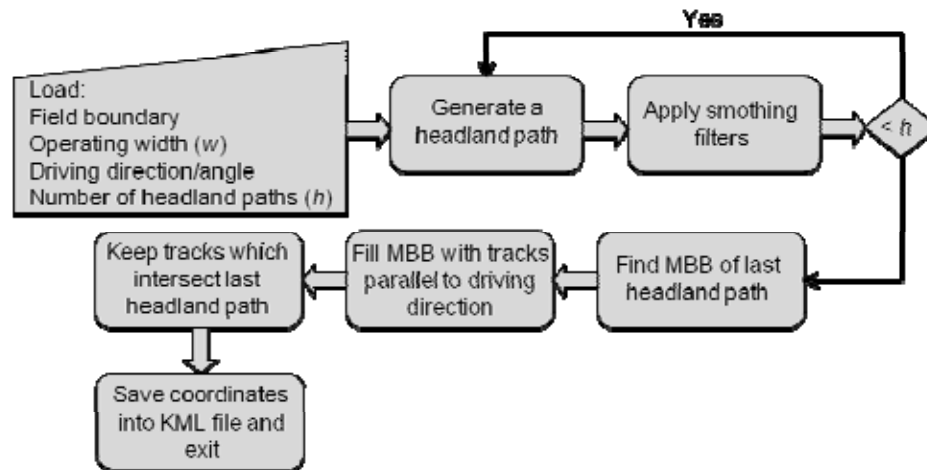 Yes
Load:
Field boundary
Operating width (w)
Driving direction/angle
Number of headland paths (h)
Generate a
headland path
Apply smothing
filters
< h
Keep tracks which
intersect last
headland path
Fill MBB with tracks
parallel to driving
direction
Find MBB of last
headland path
Save coordinates
into KML file and
exit